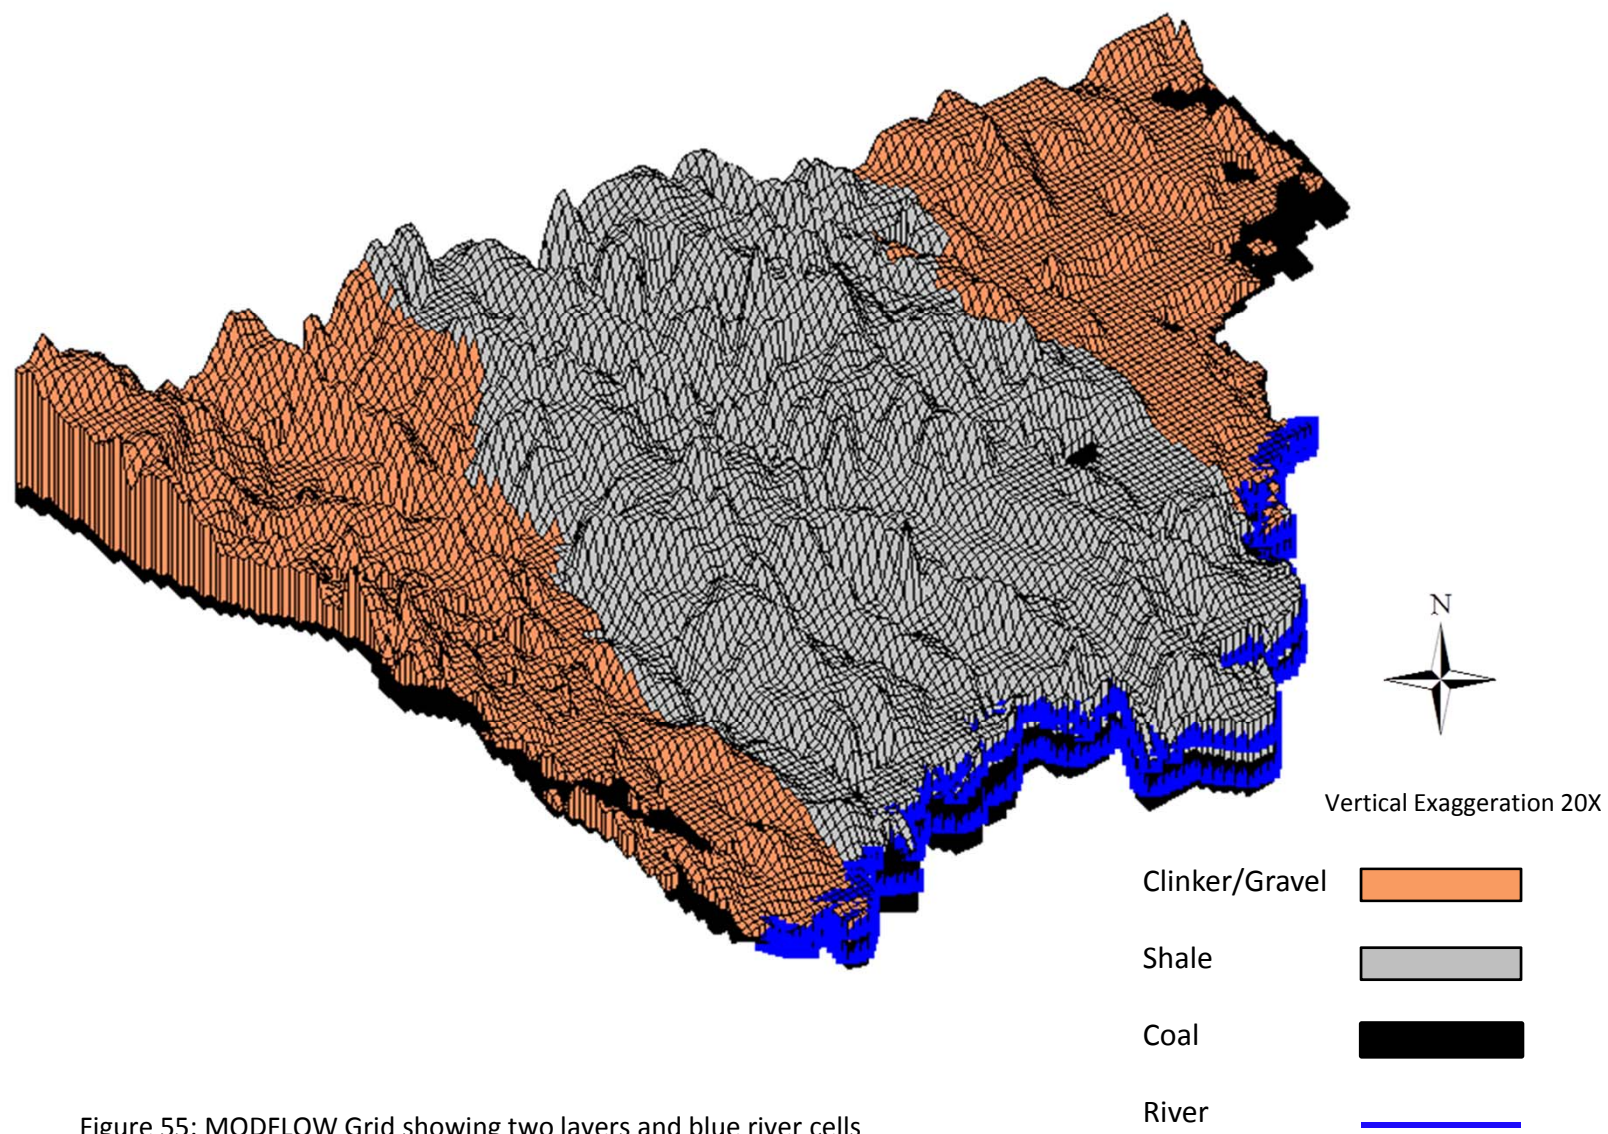 N
Vertical Exaggeration 20X
Clinker/Gravel
Shale
Coal
River
Figure 55: MODFLOW Grid showing two layers and blue river cells